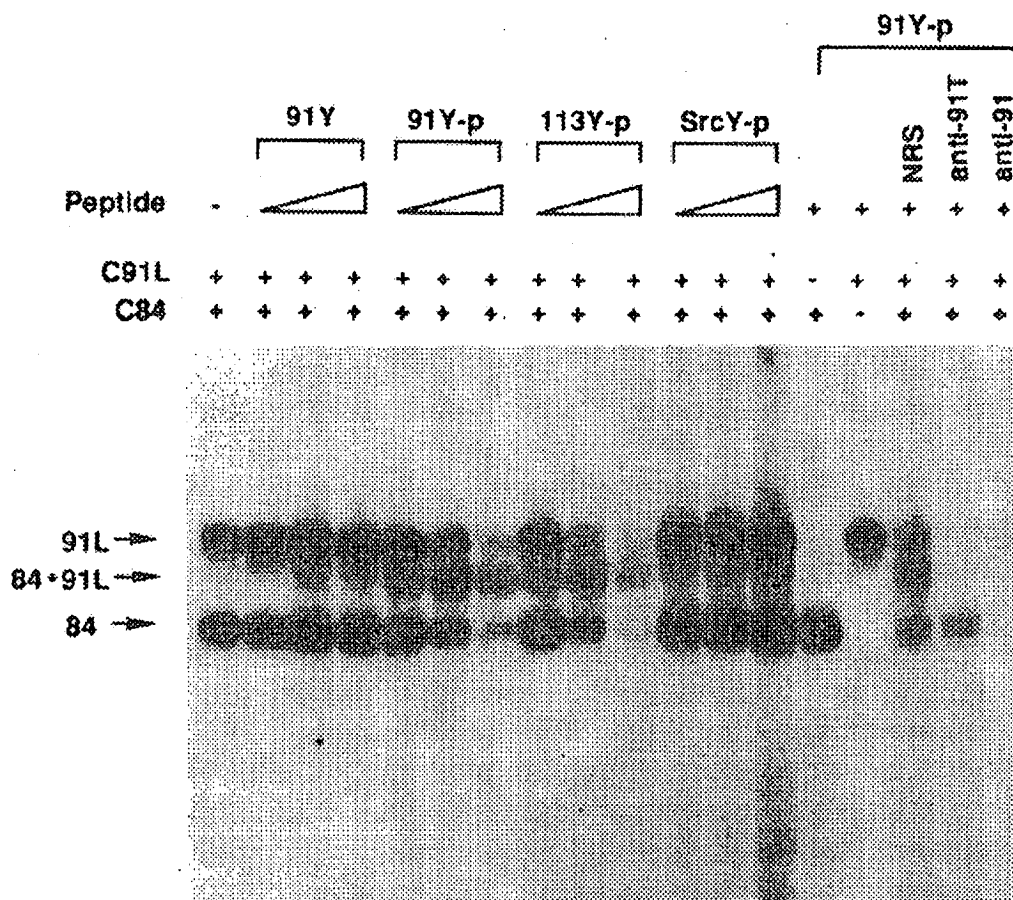 91Y-p
91Y 91Y-p 113Y-p SrcY-p NRS anti-91T anti-91
Peptide - + + + + +
C91L + + + + + + + + + + + + + - + + + +
C84 + + + + + + + + + + + + + + - + + +
91L
84•91L
84